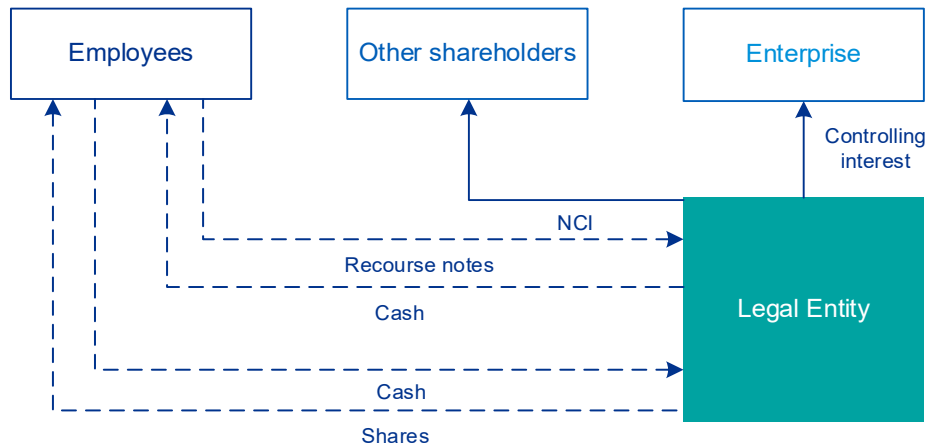 Employees
Other shareholders
Enterprise
Controlling
interest
NCI
Recourse notes
Cash
Legal Entity
Cash
Shares